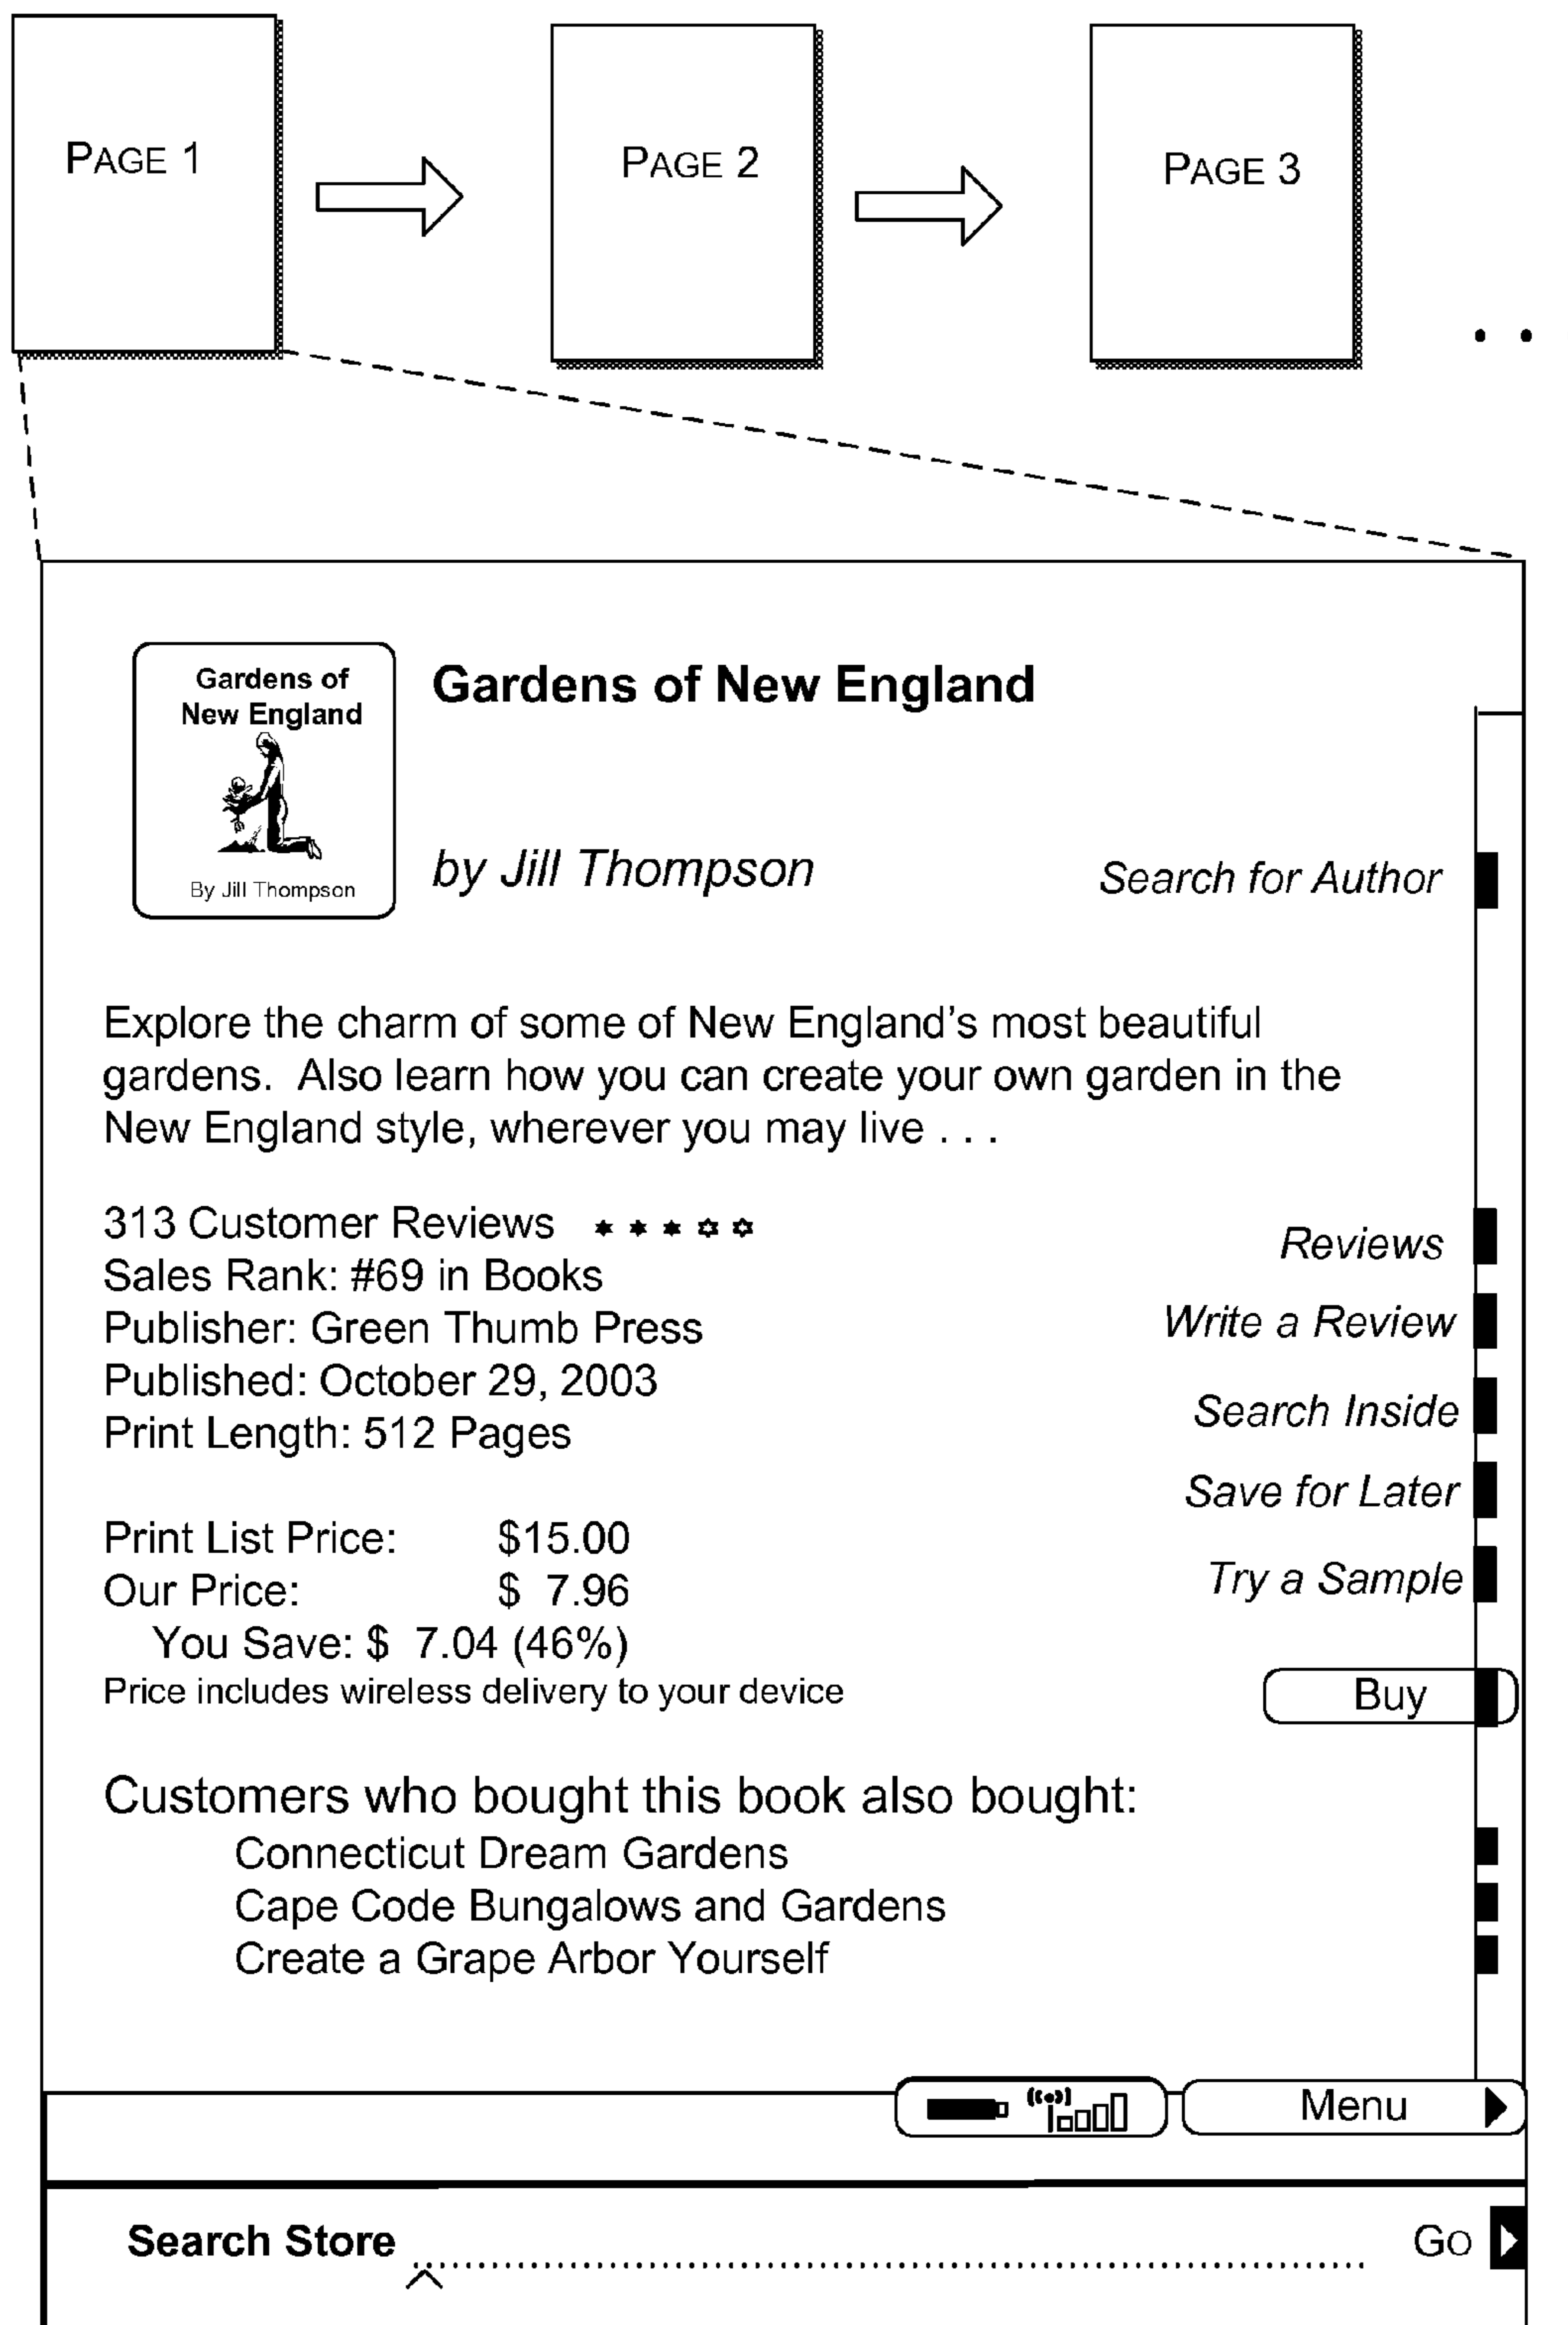 PAGE 1
PAGE 2
PAGE 3
. .
Gardens of
New England
By Jill Thompson
Gardens of New England
by Jill Thompson
Search for Author
Explore the charm of some of New England’s most beautiful
gardens. Also learn how you can create your own garden in the
New England style, wherever you may live . . .
313 Customer Reviews
Sales Rank: #69 in Books
Publisher: Green Thumb Press
Published: October 29, 2003
Print Length: 512 Pages
Reviews
Write a Review
Search Inside
Save for Later
Try a Sample
Print List Price: $15.00
Our Price: $ 7.96
You Save: $ 7.04 (46%)
Price includes wireless delivery to your device
Buy
Customers who bought this book also bought:
Connecticut Dream Gardens
Cape Code Bungalows and Gardens
Create a Grape Arbor Yourself
Menu
Search Store
Go